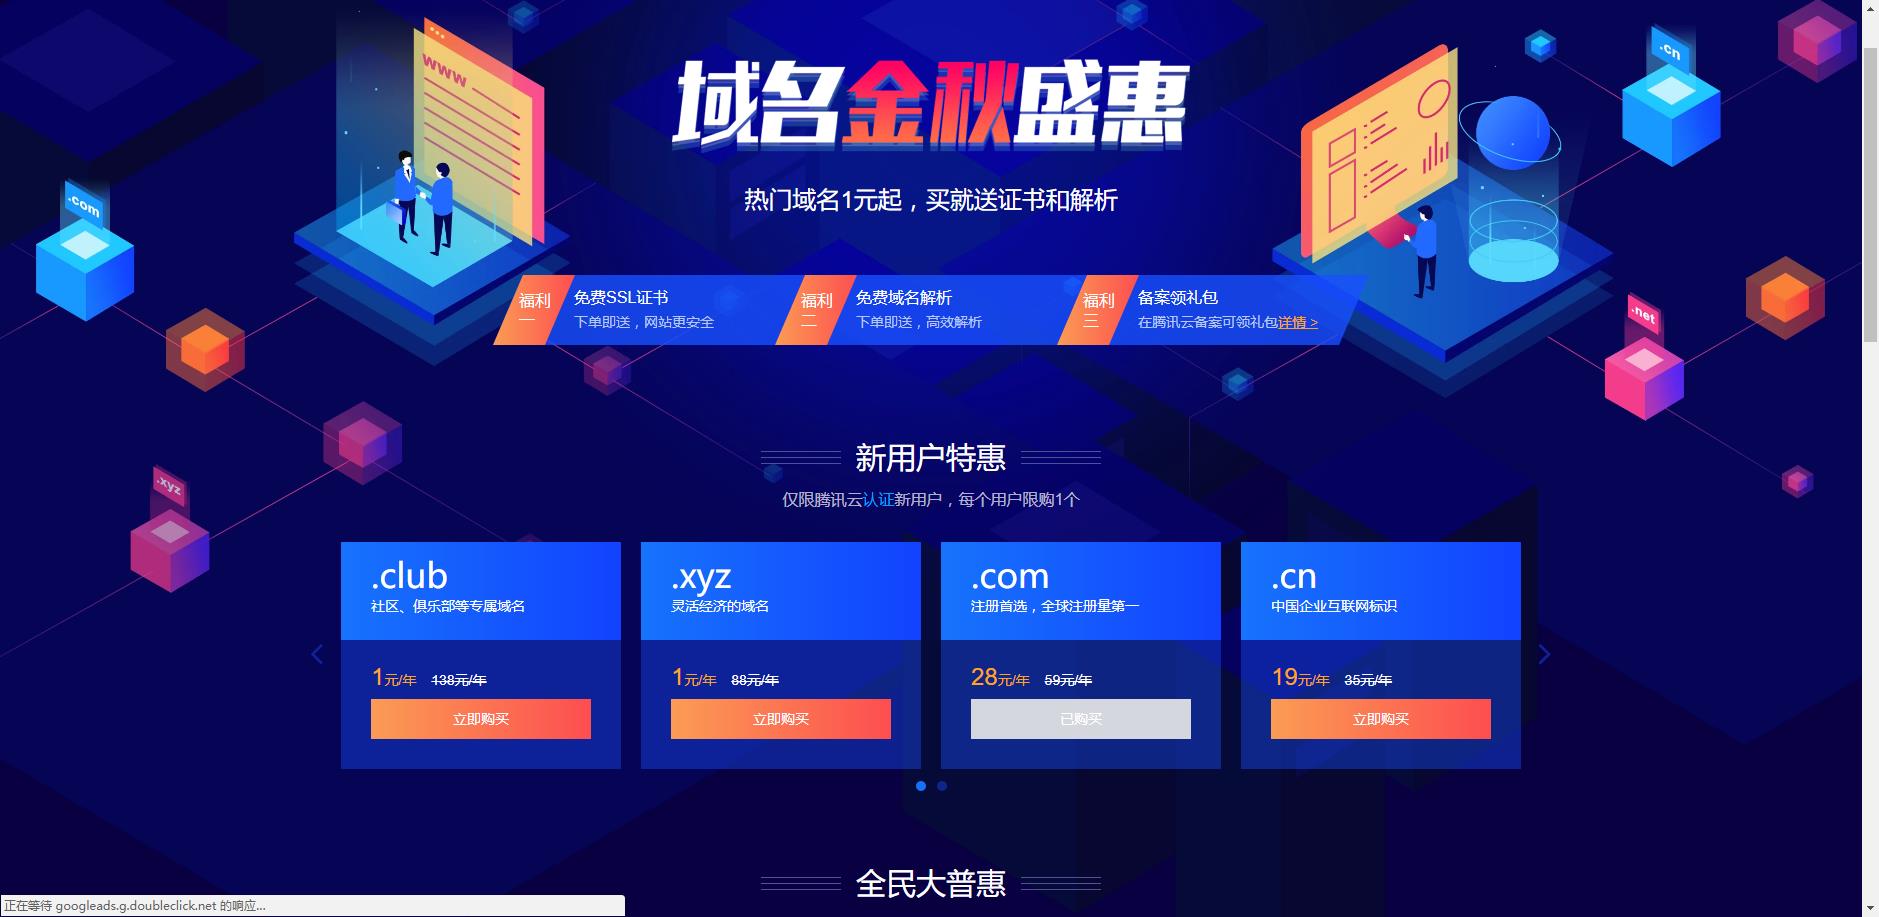 www
.cn
域名金秋盛惠
热门域名1元起，买就送证书和解析
.com
福利一
免费SSL证书
下单即送，网站更安全
福利二
免费域名解析
下单即送，高效解析
福利三
备案领礼包
在腾讯云备案可领礼包详情 >
.net
新用户特惠
.xyz
仅限腾讯云认证新用户，每个用户限购1个
.club
社区、俱乐部等专属域名
1元/年 138元/年
立即购买
.xyz
灵活经济的域名
1元/年 88元/年
立即购买
.com
注册首选，全球注册量第一
28元/年 59元/年
已购买
.cn
中国企业互联网标识
19元/年 35元/年
立即购买
全民大普惠
正在等待 googleads.g.doubleclick.net 的响应...